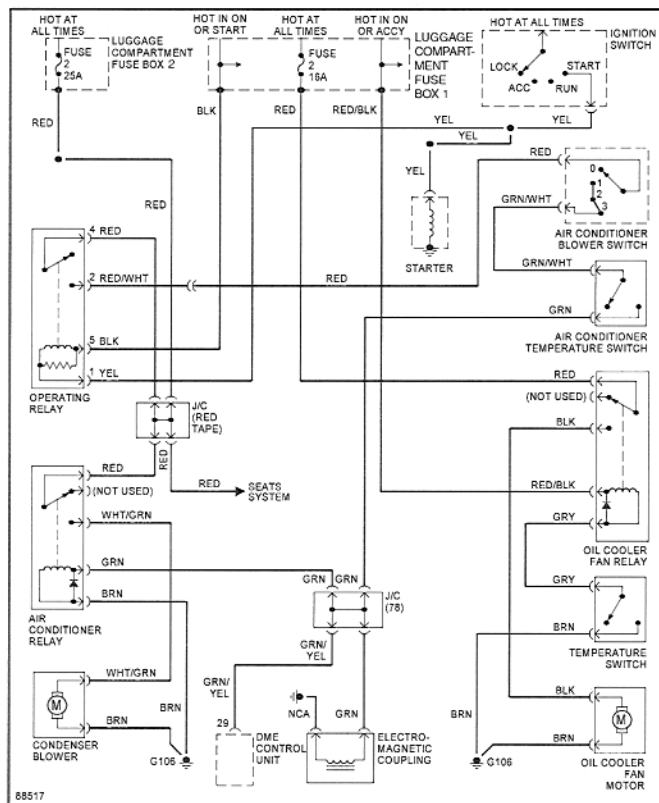 HOT AT
ALL TIMES
FUSE
2
25A
LUGGAGE
COMPARTMENT
FUSE BOX 2
HOT IN ON
OR START
HOT AT
ALL TIMES
HOT IN ON
OR ACCY
FUSE
2
16A
LUGGAGE
COMPART-
MENT
FUSE
BOX 1
HOT AT ALL TIMES
IGNITION
SWITCH
LOCK
START
ACC
RUN
RED
BLK
RED
RED/BLK
YEL
YEL
YEL
YEL
STARTER
RED
0
1
2
3
GRN/WHT
AIR CONDITIONER
BLOWER SWITCH
GRN/WHT
GRN
AIR CONDITIONER
TEMPERATURE SWITCH
RED
4 RED
2 RED/WHT
RED
5 BLK
1 YEL
OPERATING
RELAY
J/C
(RED
TAPE)
RED
RED
(NOT USED)
BLK
RED/BLK
GRY
OIL COOLER
FAN RELAY
RED
(NOT USED)
WHT/GRN
GRN
BRN
AIR
CONDITIONER
RELAY
RED
SEATS
SYSTEM
GRN
GRN
J/C
(78)
GRN/
YEL
GRY
BRN
TEMPERATURE
SWITCH
WHT/GRN
BRN
M
CONDENSER
BLOWER
BRN
G106
GRN/
YEL
29
DME
CONTROL
UNIT
NCA
GRN
ELECTRO-
MAGNETIC
COUPLING
BRN
G106
BLK
BRN
M
OIL COOLER
FAN
MOTOR
88517